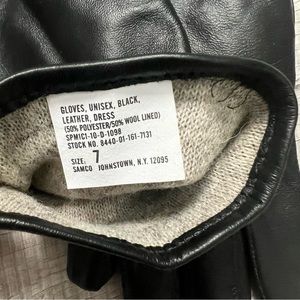 GLOVES, UNISEX, BLACK,
LEATHER, DRESS
(50% POLYESTER/50% WOOL LINED)
SPM1C1-10-D-1098
STOCK NO. 8440-01-161-7131
SIZE: 7
SAMCO JOHNSTOWN, N.Y. 12095